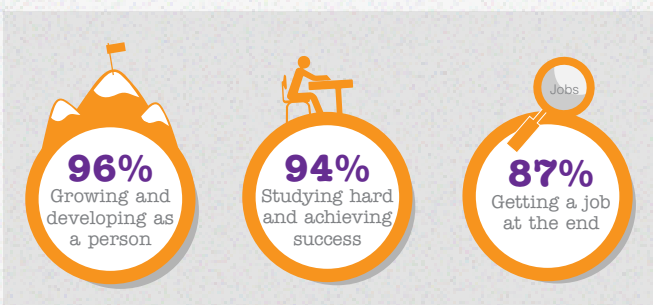 96%
Growing and
developing as
a person
94%
Studying hard
and achieving
success
Jobs
87%
Getting a job
at the end